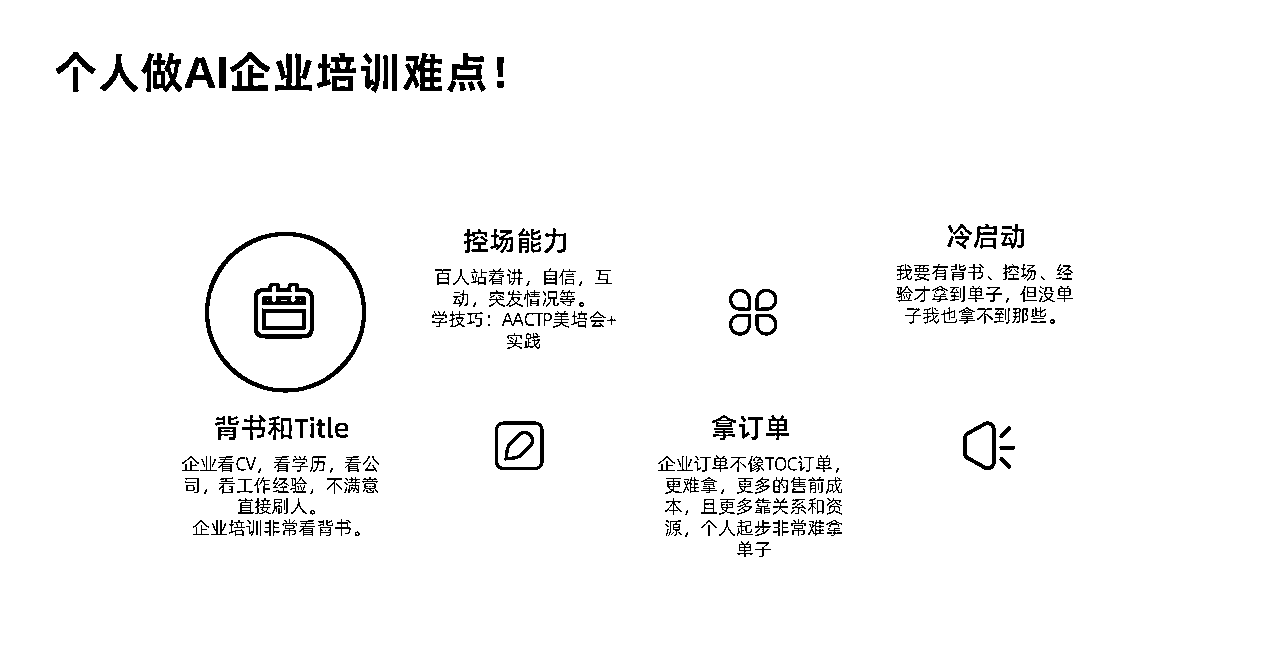 个人做AI企业培训难点！
背书和Title
企业看CV，看学历，看公
司，看工作经验，不满意
直接刷人。
企业培训非常看背书。
控场能力
百人站着讲，自信，互
动，突发情况等。
学技巧：AACTP美培会+
实践
拿订单
企业订单不像TOC订单，
更难拿，更多的售前成
本，且更多靠关系和资
源，个人起步非常难拿
单子
冷启动
我要有背书、控场、经
验才拿到单子，但没单
子我也拿不到那些。